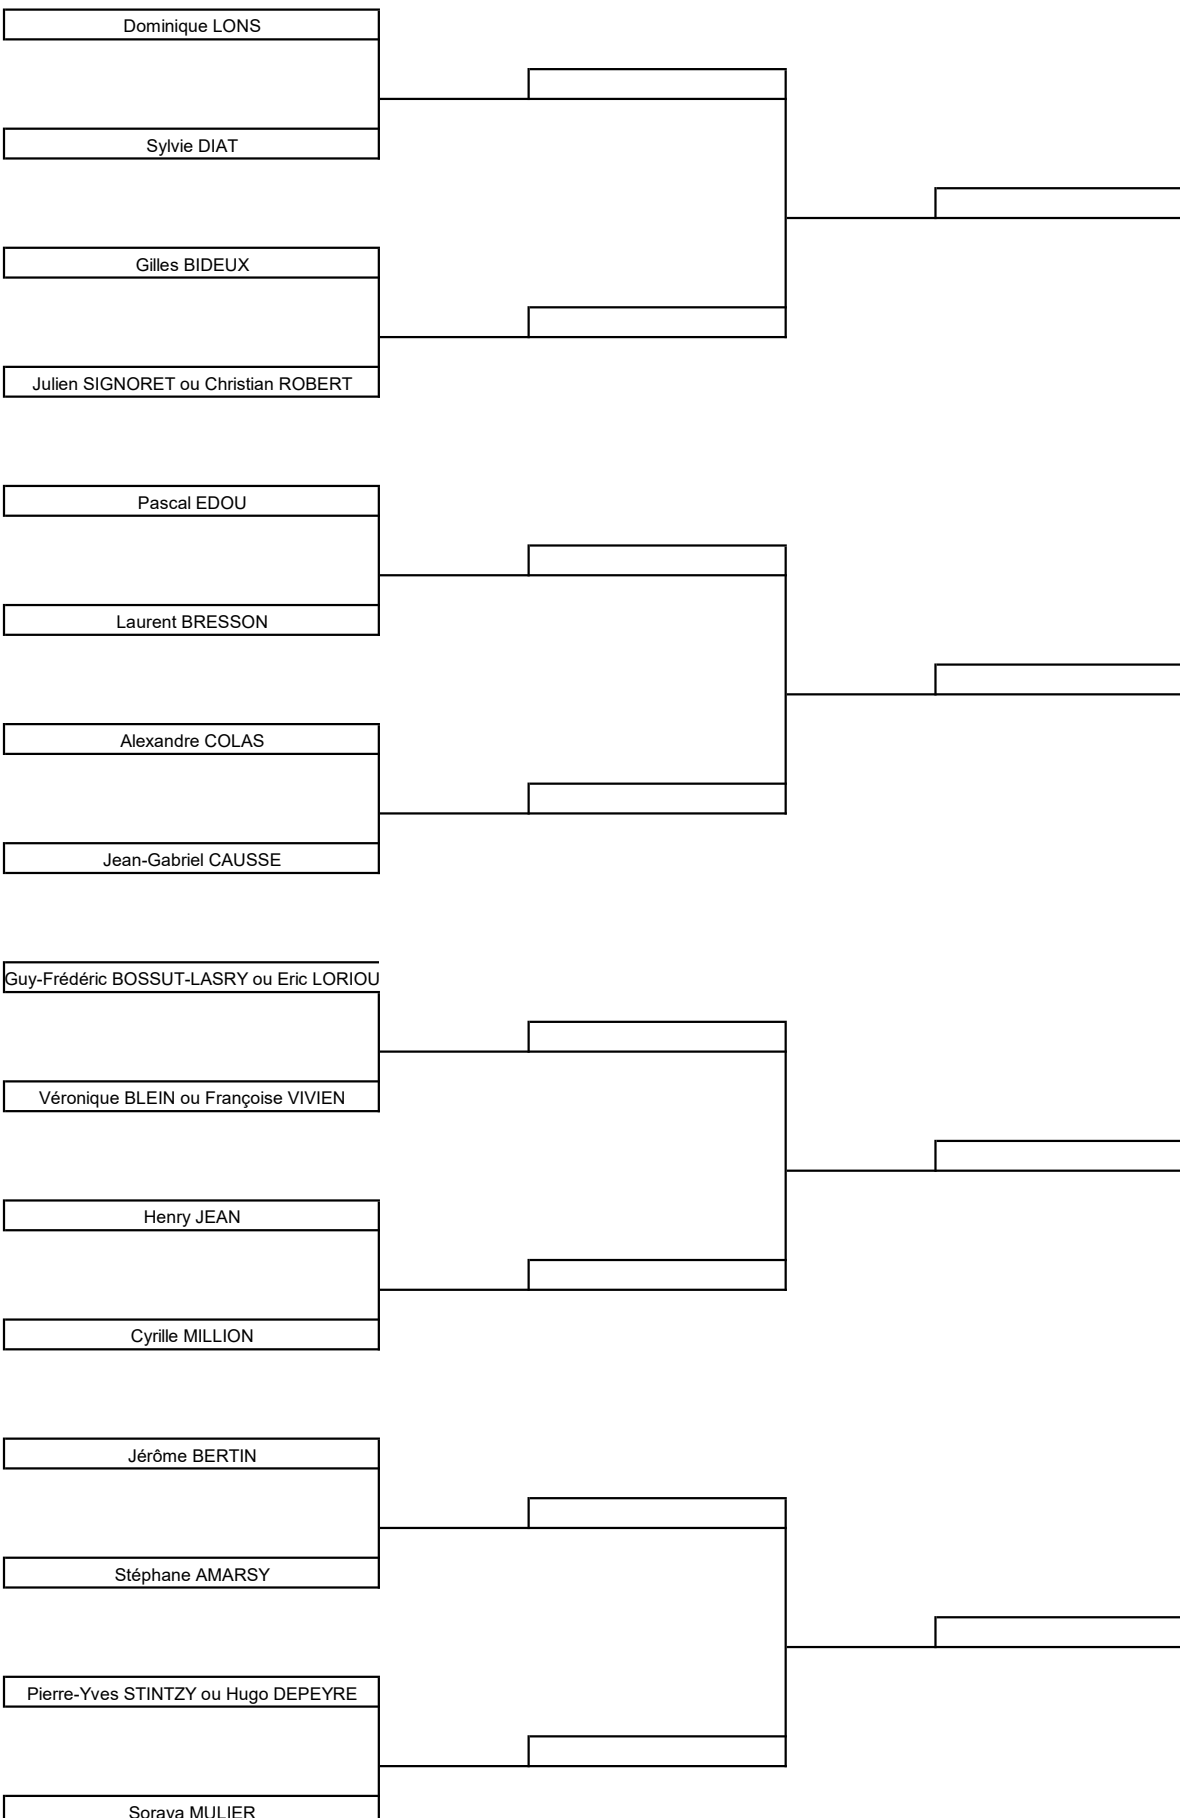 Dominique LONS
Sylvie DIAT
Gilles BIDEUX
Julien SIGNORET ou Christian ROBERT
Pascal EDOU
Laurent BRESSON
Alexandre COLAS
Jean-Gabriel CAUSSE
Guy-Frédéric BOSSUT-LASRY ou Eric LORIOU
Véronique BLEIN ou Françoise VIVIEN
Henry JEAN
Cyrille MILLION
Jérôme BERTIN
Stéphane AMARSY
Pierre-Yves STINTZY ou Hugo DEPEYRE
Soraya MULIER